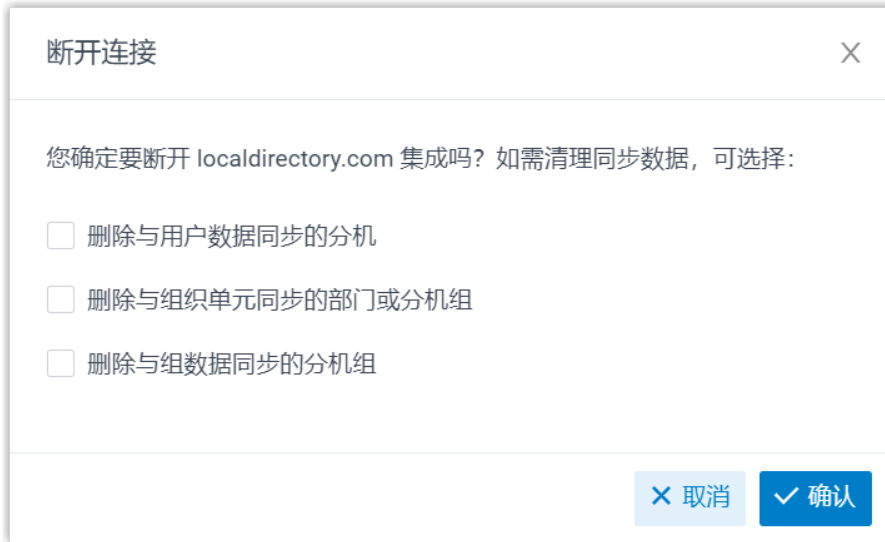 断开连接
您确定要断开 localdirectory.com 集成吗？如需清理同步数据，可选择：
删除与用户数据同步的分机
删除与组织单元同步的部门或分机组
删除与组数据同步的分机组
取消
确认